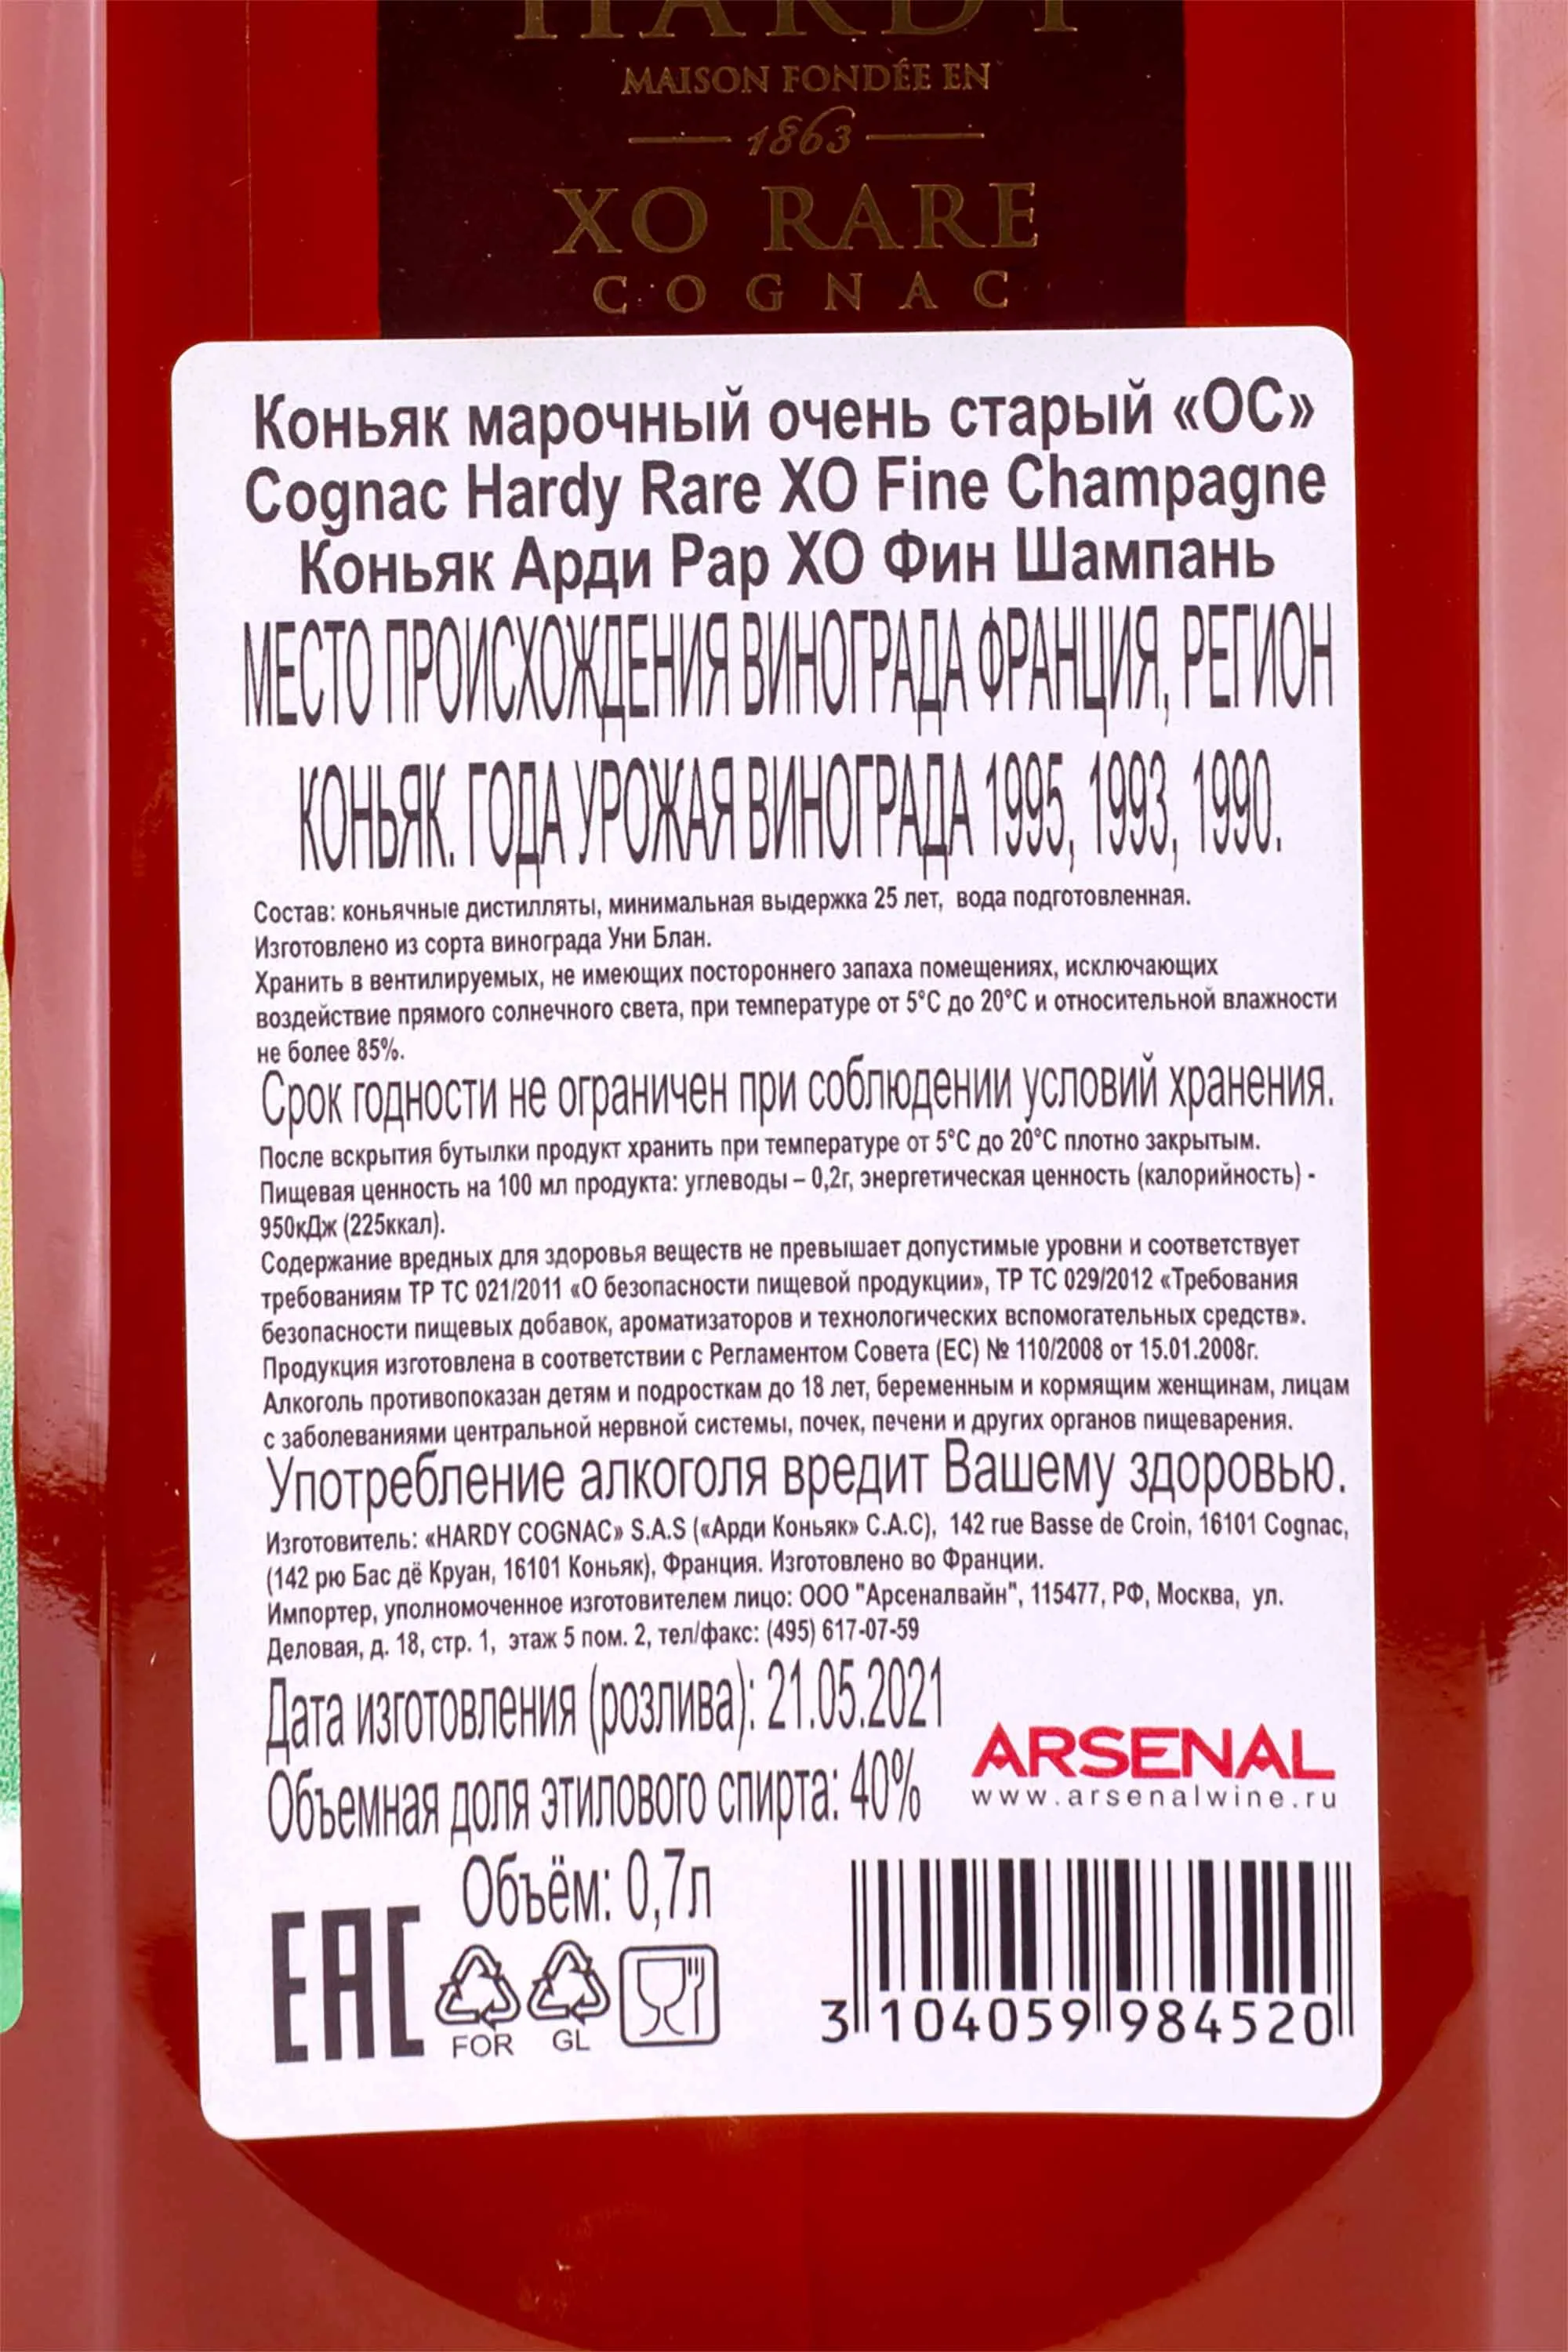 HARDY
MAISON FONDÉE EN
1863
XO RARE
COGNAC
Коньяк марочный очень старый «ОС»
Cognac Hardy Rare XO Fine Champagne
Коньяк Арди Рар ХО Фин Шампань
МЕСТО ПРОИСХОЖДЕНИЯ ВИНОГРАДА ФРАНЦИЯ, РЕГИОН
КОНЬЯК. ГОДА УРОЖАЯ ВИНОГРАДА 1995, 1993, 1990.
Состав: коньячные дистилляты, минимальная выдержка 25 лет, вода подготовленная.
Изготовлено из сорта винограда Уни Блан.
Хранить в вентилируемых, не имеющих постороннего запаха помещениях, исключающих
воздействие прямого солнечного света, при температуре от 5°С до 20°С и относительной влажности
не более 85%.
Срок годности не ограничен при соблюдении условий хранения.
После вскрытия бутылки продукт хранить при температуре от 5°С до 20°С плотно закрытым.
Пищевая ценность на 100 мл продукта: углеводы – 0,2г, энергетическая ценность (калорийность) -
950кДж (225ккал).
Содержание вредных для здоровья веществ не превышает допустимые уровни и соответствует
требованиям ТР ТС 021/2011 «О безопасности пищевой продукции», ТР ТС 029/2012 «Требования
безопасности пищевых добавок, ароматизаторов и технологических вспомогательных средств».
Продукция изготовлена в соответствии с Регламентом Совета (ЕС) № 110/2008 от 15.01.2008г.
Алкоголь противопоказан детям и подросткам до 18 лет, беременным и кормящим женщинам, лицам
с заболеваниями центральной нервной системы, почек, печени и других органов пищеварения.
Употребление алкоголя вредит Вашему здоровью.
Изготовитель: «HARDY COGNAC» S.A.S («Арди Коньяк» С.А.С), 142 rue Basse de Croin, 16101 Cognac,
(142 рю Бас дё Круан, 16101 Коньяк), Франция. Изготовлено во Франции.
Импортер, уполномоченное изготовителем лицо: ООО "Арсеналвайн", 115477, РФ, Москва, ул.
Деловая, д. 18, стр. 1, этаж 5 пом. 2, тел/факс: (495) 617-07-59
Дата изготовления (розлива): 21.05.2021
ARSENAL
www.arsenalwine.ru
Объемная доля этилового спирта: 40%
Объём: 0,7л
EAC
FOR
GL
3 104059 984520